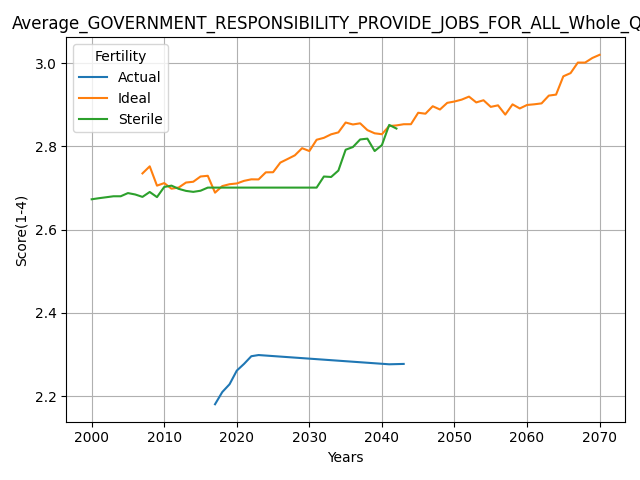 Average_GOVERNMENT_RESPONSIBILITY_PROVIDE_JOBS_FOR_ALL_Whole_Q
Fertility
Actual
Ideal
Sterile
3.0
2.8
2.6
2.4
2.2
Score(1-4)
2000 2010 2020 2030 2040 2050 2060 2070
Years